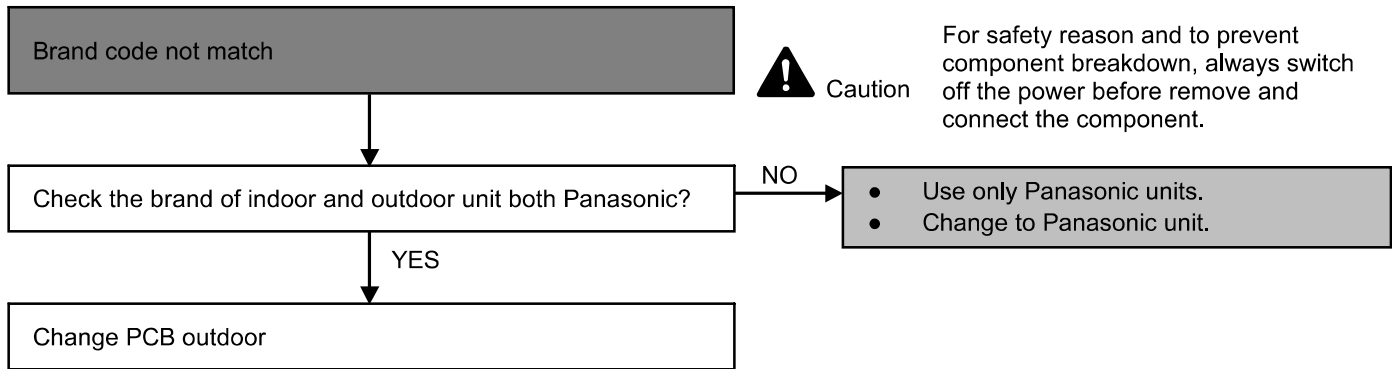 Brand code not match
Caution
For safety reason and to prevent
component breakdown, always switch
off the power before remove and
connect the component.
Check the brand of indoor and outdoor unit both Panasonic?
NO
● Use only Panasonic units.
● Change to Panasonic unit.
YES
Change PCB outdoor